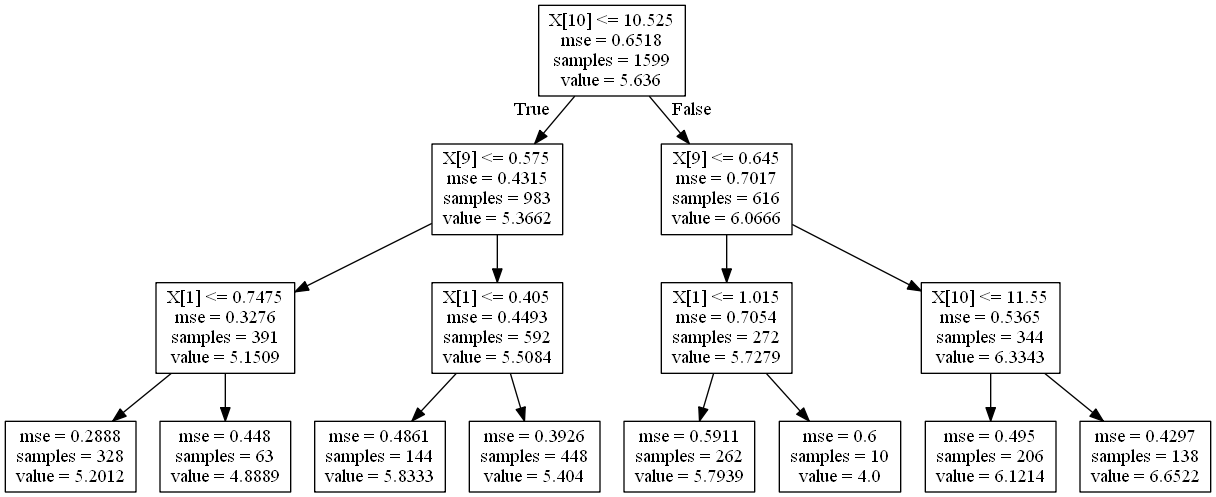 X[10] <= 10.525
mse = 0.6518
samples = 1599
value = 5.636
True
False
X[9] <= 0.575
mse = 0.4315
samples = 983
value = 5.3662
X[9] <= 0.645
mse = 0.7017
samples = 616
value = 6.0666
X[1] <= 0.7475
mse = 0.3276
samples = 391
value = 5.1509
X[1] <= 0.405
mse = 0.4493
samples = 592
value = 5.5084
X[1] <= 1.015
mse = 0.7054
samples = 272
value = 5.7279
X[10] <= 11.55
mse = 0.5365
samples = 344
value = 6.3343
mse = 0.2888
samples = 328
value = 5.2012
mse = 0.448
samples = 63
value = 4.8889
mse = 0.4861
samples = 144
value = 5.8333
mse = 0.3926
samples = 448
value = 5.404
mse = 0.5911
samples = 262
value = 5.7939
mse = 0.6
samples = 10
value = 4.0
mse = 0.495
samples = 206
value = 6.1214
mse = 0.4297
samples = 138
value = 6.6522